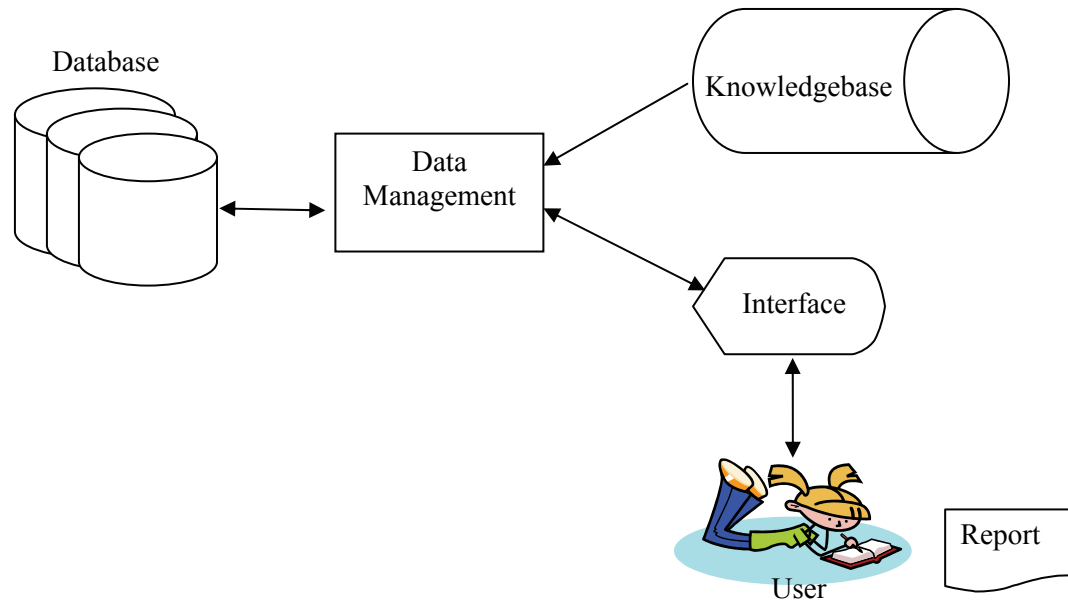 Database
Knowledgebase
Data
Management
Interface
Report
User